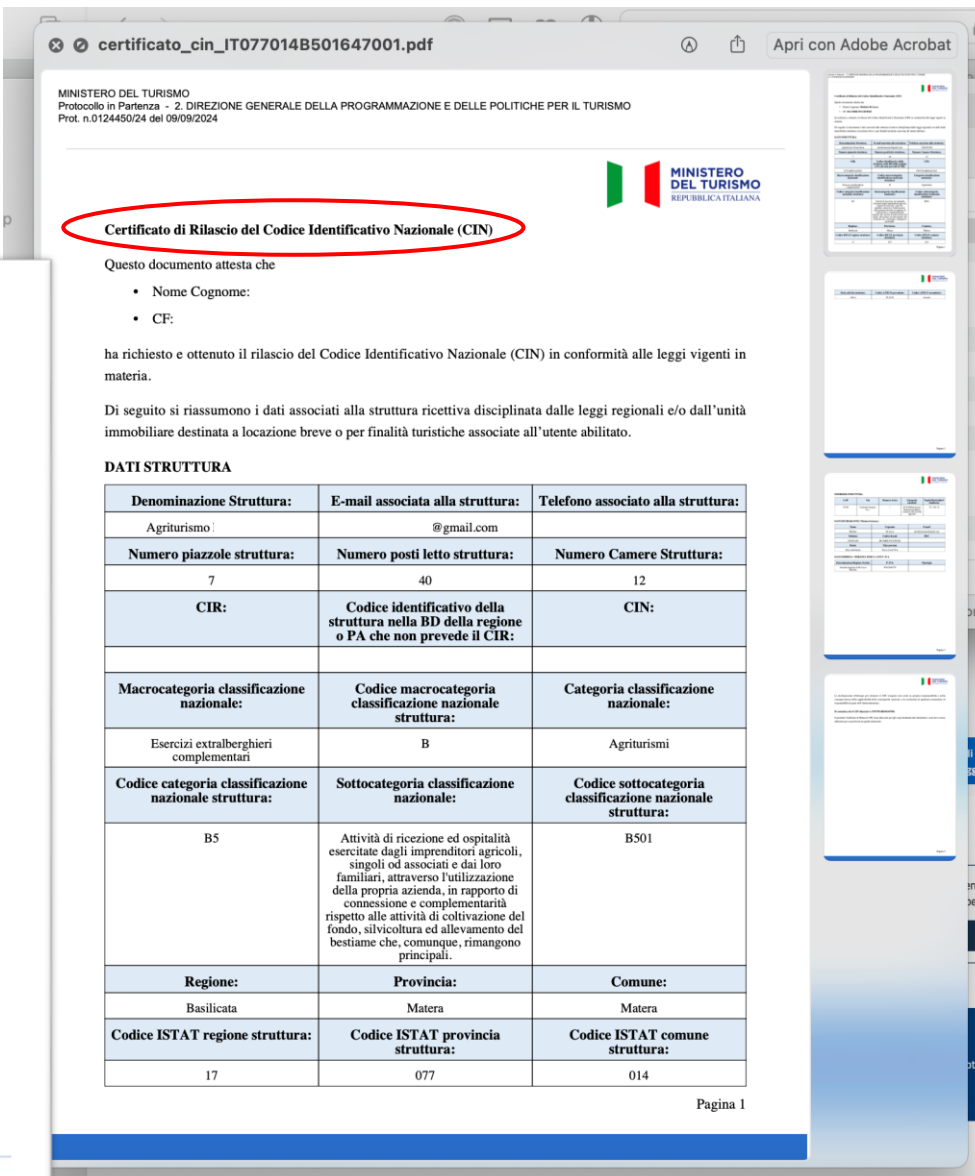 certificato_cin_IT077014B501647001.pdf
Apri con Adobe Acrobat
MINISTERO DEL TURISMO
Protocollo in Partenza - 2. DIREZIONE GENERALE DELLA PROGRAMMAZIONE E DELLE POLITICHE PER IL TURISMO
Prot. n.0124450/24 del 09/09/2024
MINISTERO
DEL TURISMO
REPUBBLICA ITALIANA
Certificato di Rilascio del Codice Identificativo Nazionale (CIN)
Questo documento attesta che
• Nome Cognome:
• CF:
ha richiesto e ottenuto il rilascio del Codice Identificativo Nazionale (CIN) in conformità alle leggi vigenti in
materia.
Di seguito si riassumono i dati associati alla struttura ricettiva disciplinata dalle leggi regionali e/o dall'unità
immobiliare destinata a locazione breve o per finalità turistiche associate all'utente abilitato.
DATI STRUTTURA
Denominazione Struttura: E-mail associata alla struttura: Telefono associato alla struttura:
Agriturismo @gmail.com
Numero piazzole struttura: Numero posti letto struttura: Numero Camere Struttura:
7 40 12
CIR: Codice identificativo della CIN:
struttura nella BD della regione
o PA che non prevede il CIR:
Macrocategoria classificazione Codice macrocategoria Categoria classificazione
nazionale: classificazione nazionale nazionale:
struttura:
Esercizi extralberghieri B Agriturismi
complementari
Codice categoria classificazione Sottocategoria classificazione Codice sottocategoria
nazionale struttura: nazionale: classificazione nazionale
struttura:
B5 Attività di ricezione ed ospitalità B501
esercitate dagli imprenditori agricoli,
singoli od associati e dai loro
familiari, attraverso l'utilizzazione
della propria azienda, in rapporto di
connessione e complementarità
rispetto alle attività di coltivazione del
fondo, silvicoltura ed allevamento del
bestiame che, comunque, rimangono
principali.
Regione: Provincia: Comune:
Basilicata Matera Matera
Codice ISTAT regione struttura: Codice ISTAT provincia Codice ISTAT comune
struttura: struttura:
17 077 014
Pagina 1